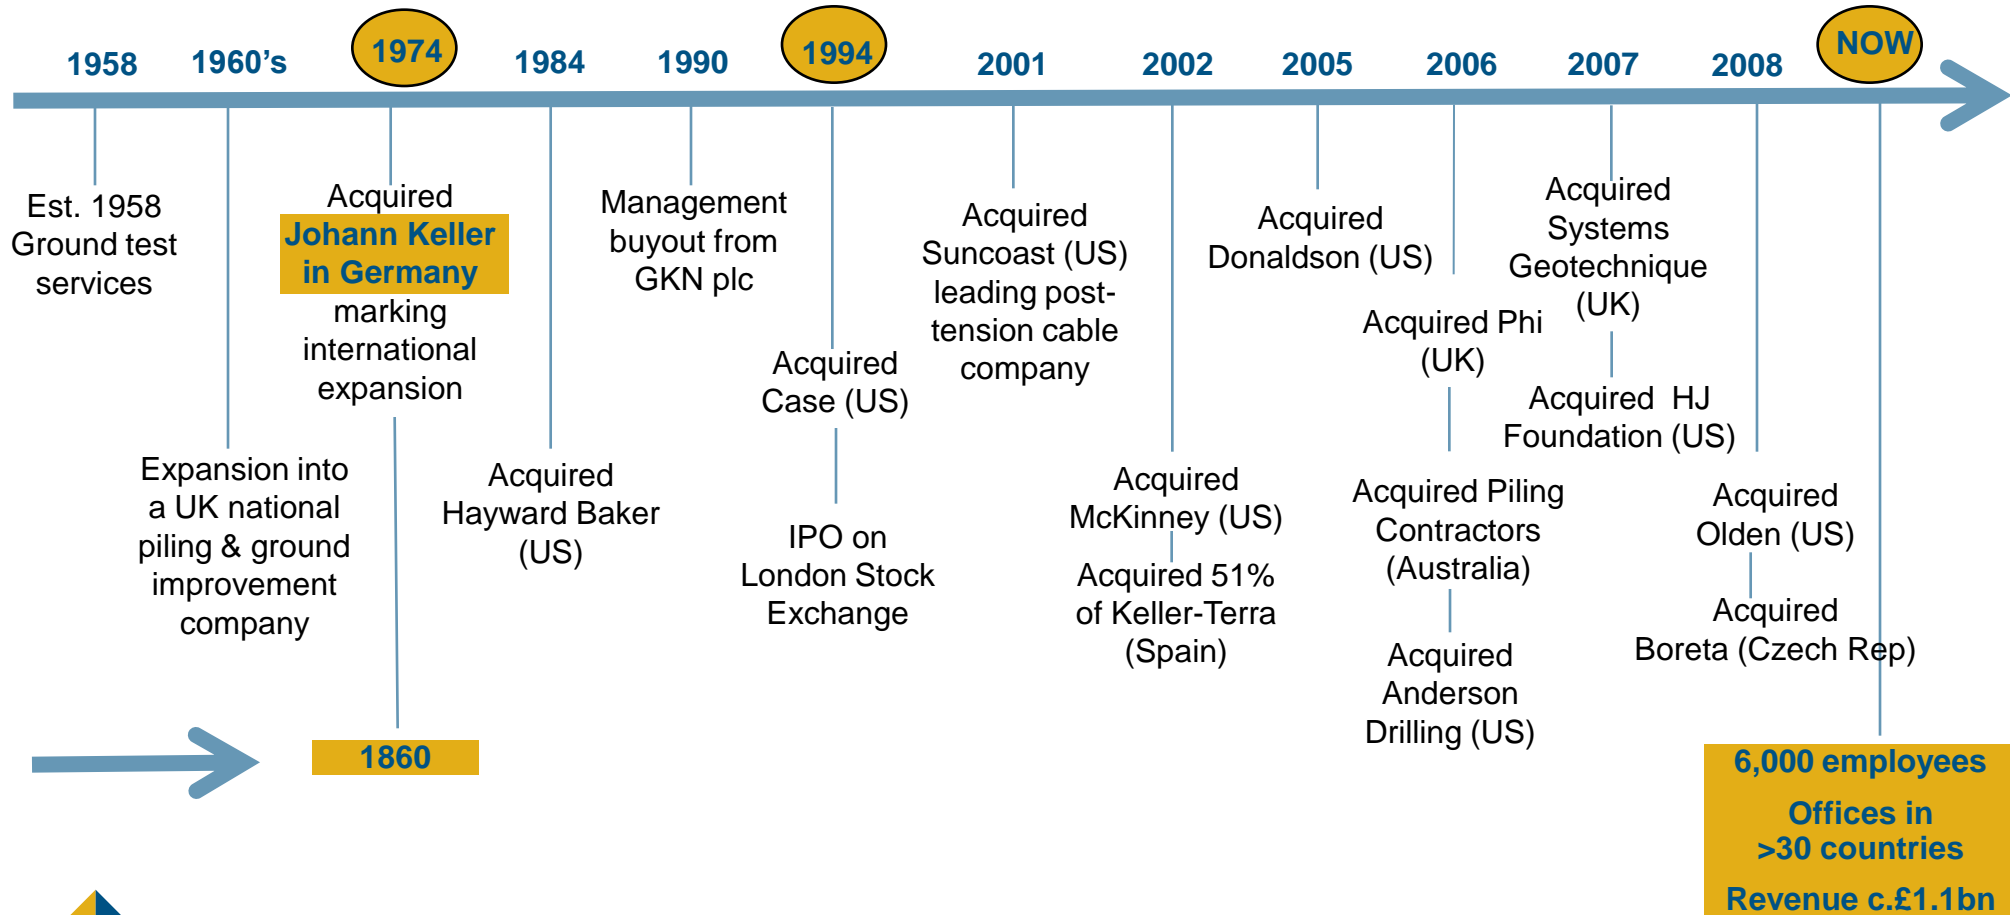 1958
1960’s
1974
1984
1990
1994
2001
2002
2005
2006
2007
2008
NOW
Est. 1958
Ground test
services
Expansion into
a UK national
piling & ground
improvement
company
Acquired
Johann Keller
in Germany
marking
international
expansion
1860
Acquired
Hayward Baker
(US)
Management
buyout from
GKN plc
Acquired
Case (US)
IPO on
London Stock
Exchange
Acquired
Suncoast (US)
leading post-
tension cable
company
Acquired
McKinney (US)
Acquired 51%
of Keller-Terra
(Spain)
Acquired
Donaldson (US)
Acquired Phi
(UK)
Acquired Piling
Contractors
(Australia)
Acquired
Anderson
Drilling (US)
Acquired
Systems
Geotechnique
(UK)
Acquired HJ
Foundation (US)
Acquired
Olden (US)
Acquired
Boreta (Czech Rep)
6,000 employees
Offices in
>30 countries
Revenue c.£1.1bn